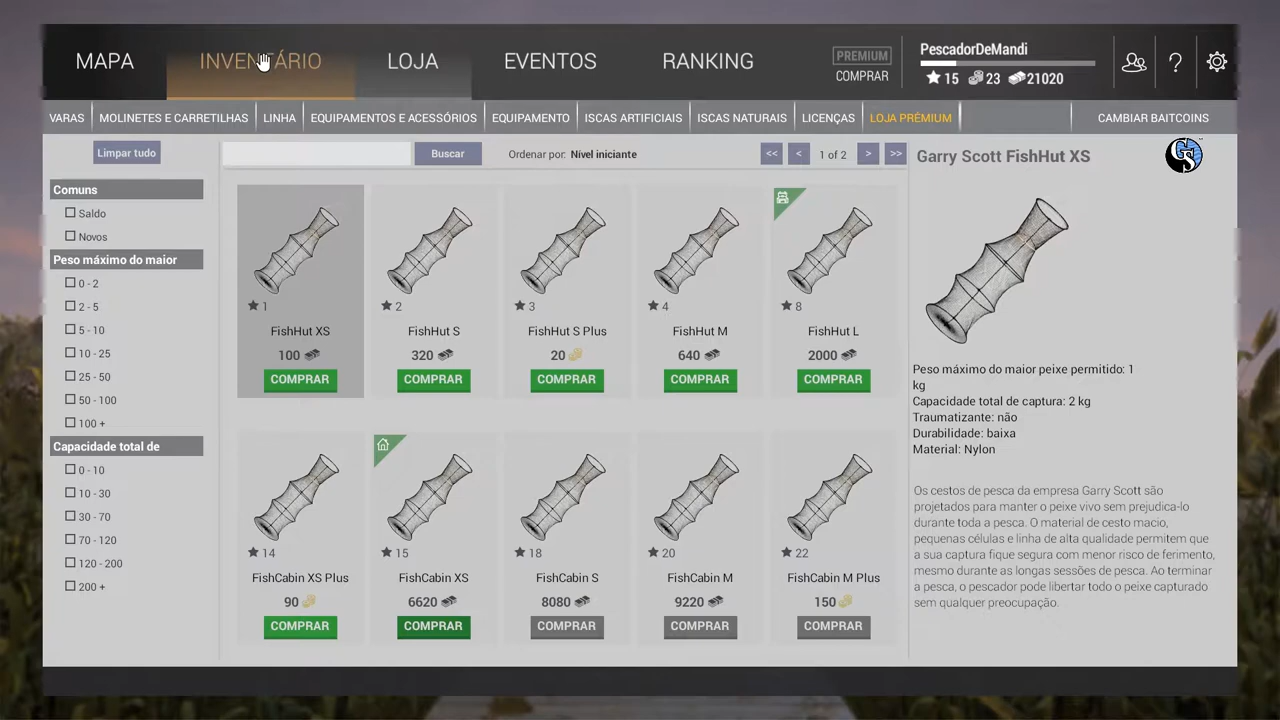 MAPA
INVENTÁRIO
LOJA
EVENTOS
RANKING
PREMIUM
COMPRAR
PescadorDeMandi
15 23 21020
?
VARAS
MOLINETES E CARRETILHAS
LINHA
EQUIPAMENTOS E ACESSÓRIOS
EQUIPAMENTO
ISCAS ARTIFICIAIS
ISCAS NATURAIS
LICENÇAS
LOJA PRÉMIUM
CAMBIAR BAITCOINS
Limpar tudo
Comuns
Saldo
Novos
Peso máximo do maior
0 - 2
2 - 5
5 - 10
10 - 25
25 - 50
50 - 100
100 +
Capacidade total de
0 - 10
10 - 30
30 - 70
70 - 120
120 - 200
200 +
Buscar
Ordenar por: Nível iniciante
<< < 1 of 2 > >>
1
FishHut XS
100
COMPRAR
2
FishHut S
320
COMPRAR
3
FishHut S Plus
20
COMPRAR
4
FishHut M
640
COMPRAR
8
FishHut L
2000
COMPRAR
14
FishCabin XS Plus
90
COMPRAR
15
FishCabin XS
6620
COMPRAR
18
FishCabin S
8080
COMPRAR
20
FishCabin M
9220
COMPRAR
22
FishCabin M Plus
150
COMPRAR
Garry Scott FishHut XS
GS
Peso máximo do maior peixe permitido: 1
kg
Capacidade total de captura: 2 kg
Traumatizante: não
Durabilidade: baixa
Material: Nylon
Os cestos de pesca da empresa Garry Scott são
projetados para manter o peixe vivo sem prejudica-lo
durante toda a pesca. O material de cesto macio,
pequenas células e linha de alta qualidade permitem que
a sua captura fique segura com menor risco de ferimento,
mesmo durante as longas sessões de pesca. Ao terminar
a pesca, o pescador pode libertar todo o peixe capturado
sem qualquer preocupação.